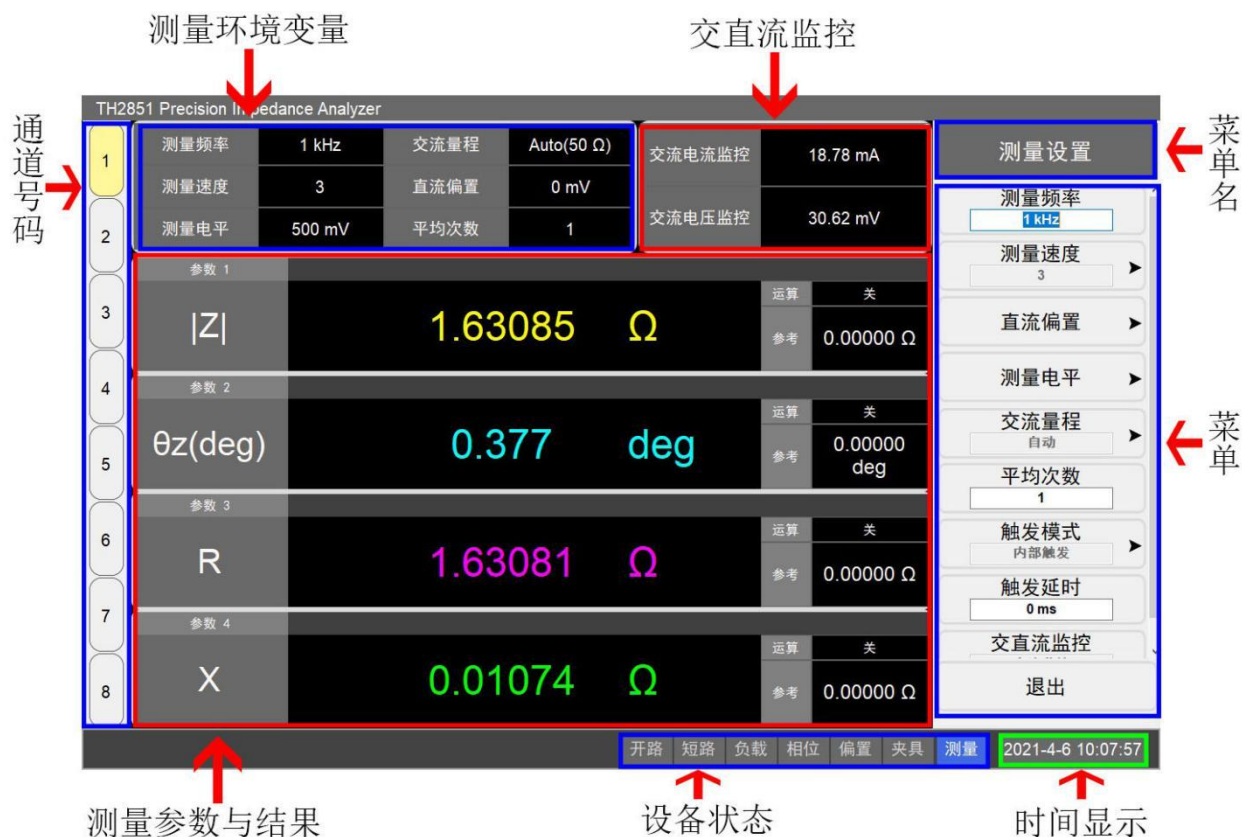 测量环境变量
交直流监控
TH2851 Precision Impedance Analyzer
通道号码
1
2
3
4
5
6
7
8
测量频率 1 kHz 交流量程 Auto(50 Ω)
测量速度 3 直流偏置 0 mV
测量电平 500 mV 平均次数 1
交流电流监控 18.78 mA
交流电压监控 30.62 mV
参数 1
|Z| 1.63085 Ω
运算 关
参考 0.00000 Ω
参数 2
θz(deg) 0.377 deg
运算 关
参考 0.00000
deg
参数 3
R 1.63081 Ω
运算 关
参考 0.00000 Ω
参数 4
X 0.01074 Ω
运算 关
参考 0.00000 Ω
测量设置
菜单名
测量频率
1 kHz
测量速度
3
直流偏置
测量电平
交流量程
自动
平均次数
1
触发模式
内部触发
触发延时
0 ms
交直流监控
退出
菜单
开路 短路 负载 相位 偏置 夹具 测量
2021-4-6 10:07:57
测量参数与结果
设备状态
时间显示